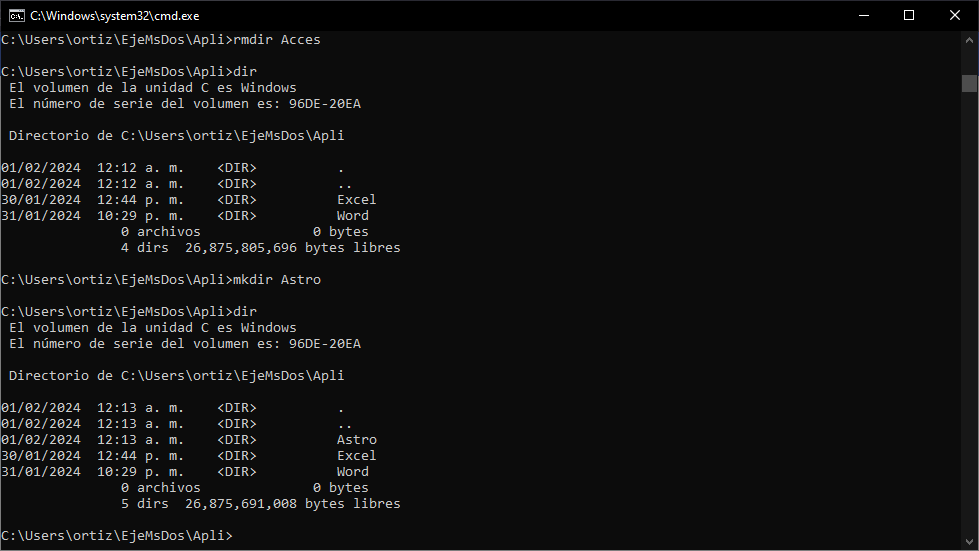 C:\Windows\system32\cmd.exe
C:\Users\ortiz\EjeMsDos\Apli>rmdir Acces
C:\Users\ortiz\EjeMsDos\Apli>dir
El volumen de la unidad C es Windows
El número de serie del volumen es: 96DE-20EA
Directorio de C:\Users\ortiz\EjeMsDos\Apli
01/02/2024  12:12 a. m.    <DIR>          .
01/02/2024  12:12 a. m.    <DIR>          ..
30/01/2024  12:44 p. m.    <DIR>          Excel
31/01/2024  10:29 p. m.    <DIR>          Word
0 archivos              0 bytes
4 dirs  26,875,805,696 bytes libres
C:\Users\ortiz\EjeMsDos\Apli>mkdir Astro
C:\Users\ortiz\EjeMsDos\Apli>dir
El volumen de la unidad C es Windows
El número de serie del volumen es: 96DE-20EA
Directorio de C:\Users\ortiz\EjeMsDos\Apli
01/02/2024  12:13 a. m.    <DIR>          .
01/02/2024  12:13 a. m.    <DIR>          ..
01/02/2024  12:13 a. m.    <DIR>          Astro
30/01/2024  12:44 p. m.    <DIR>          Excel
31/01/2024  10:29 p. m.    <DIR>          Word
0 archivos              0 bytes
5 dirs  26,875,691,008 bytes libres
C:\Users\ortiz\EjeMsDos\Apli>